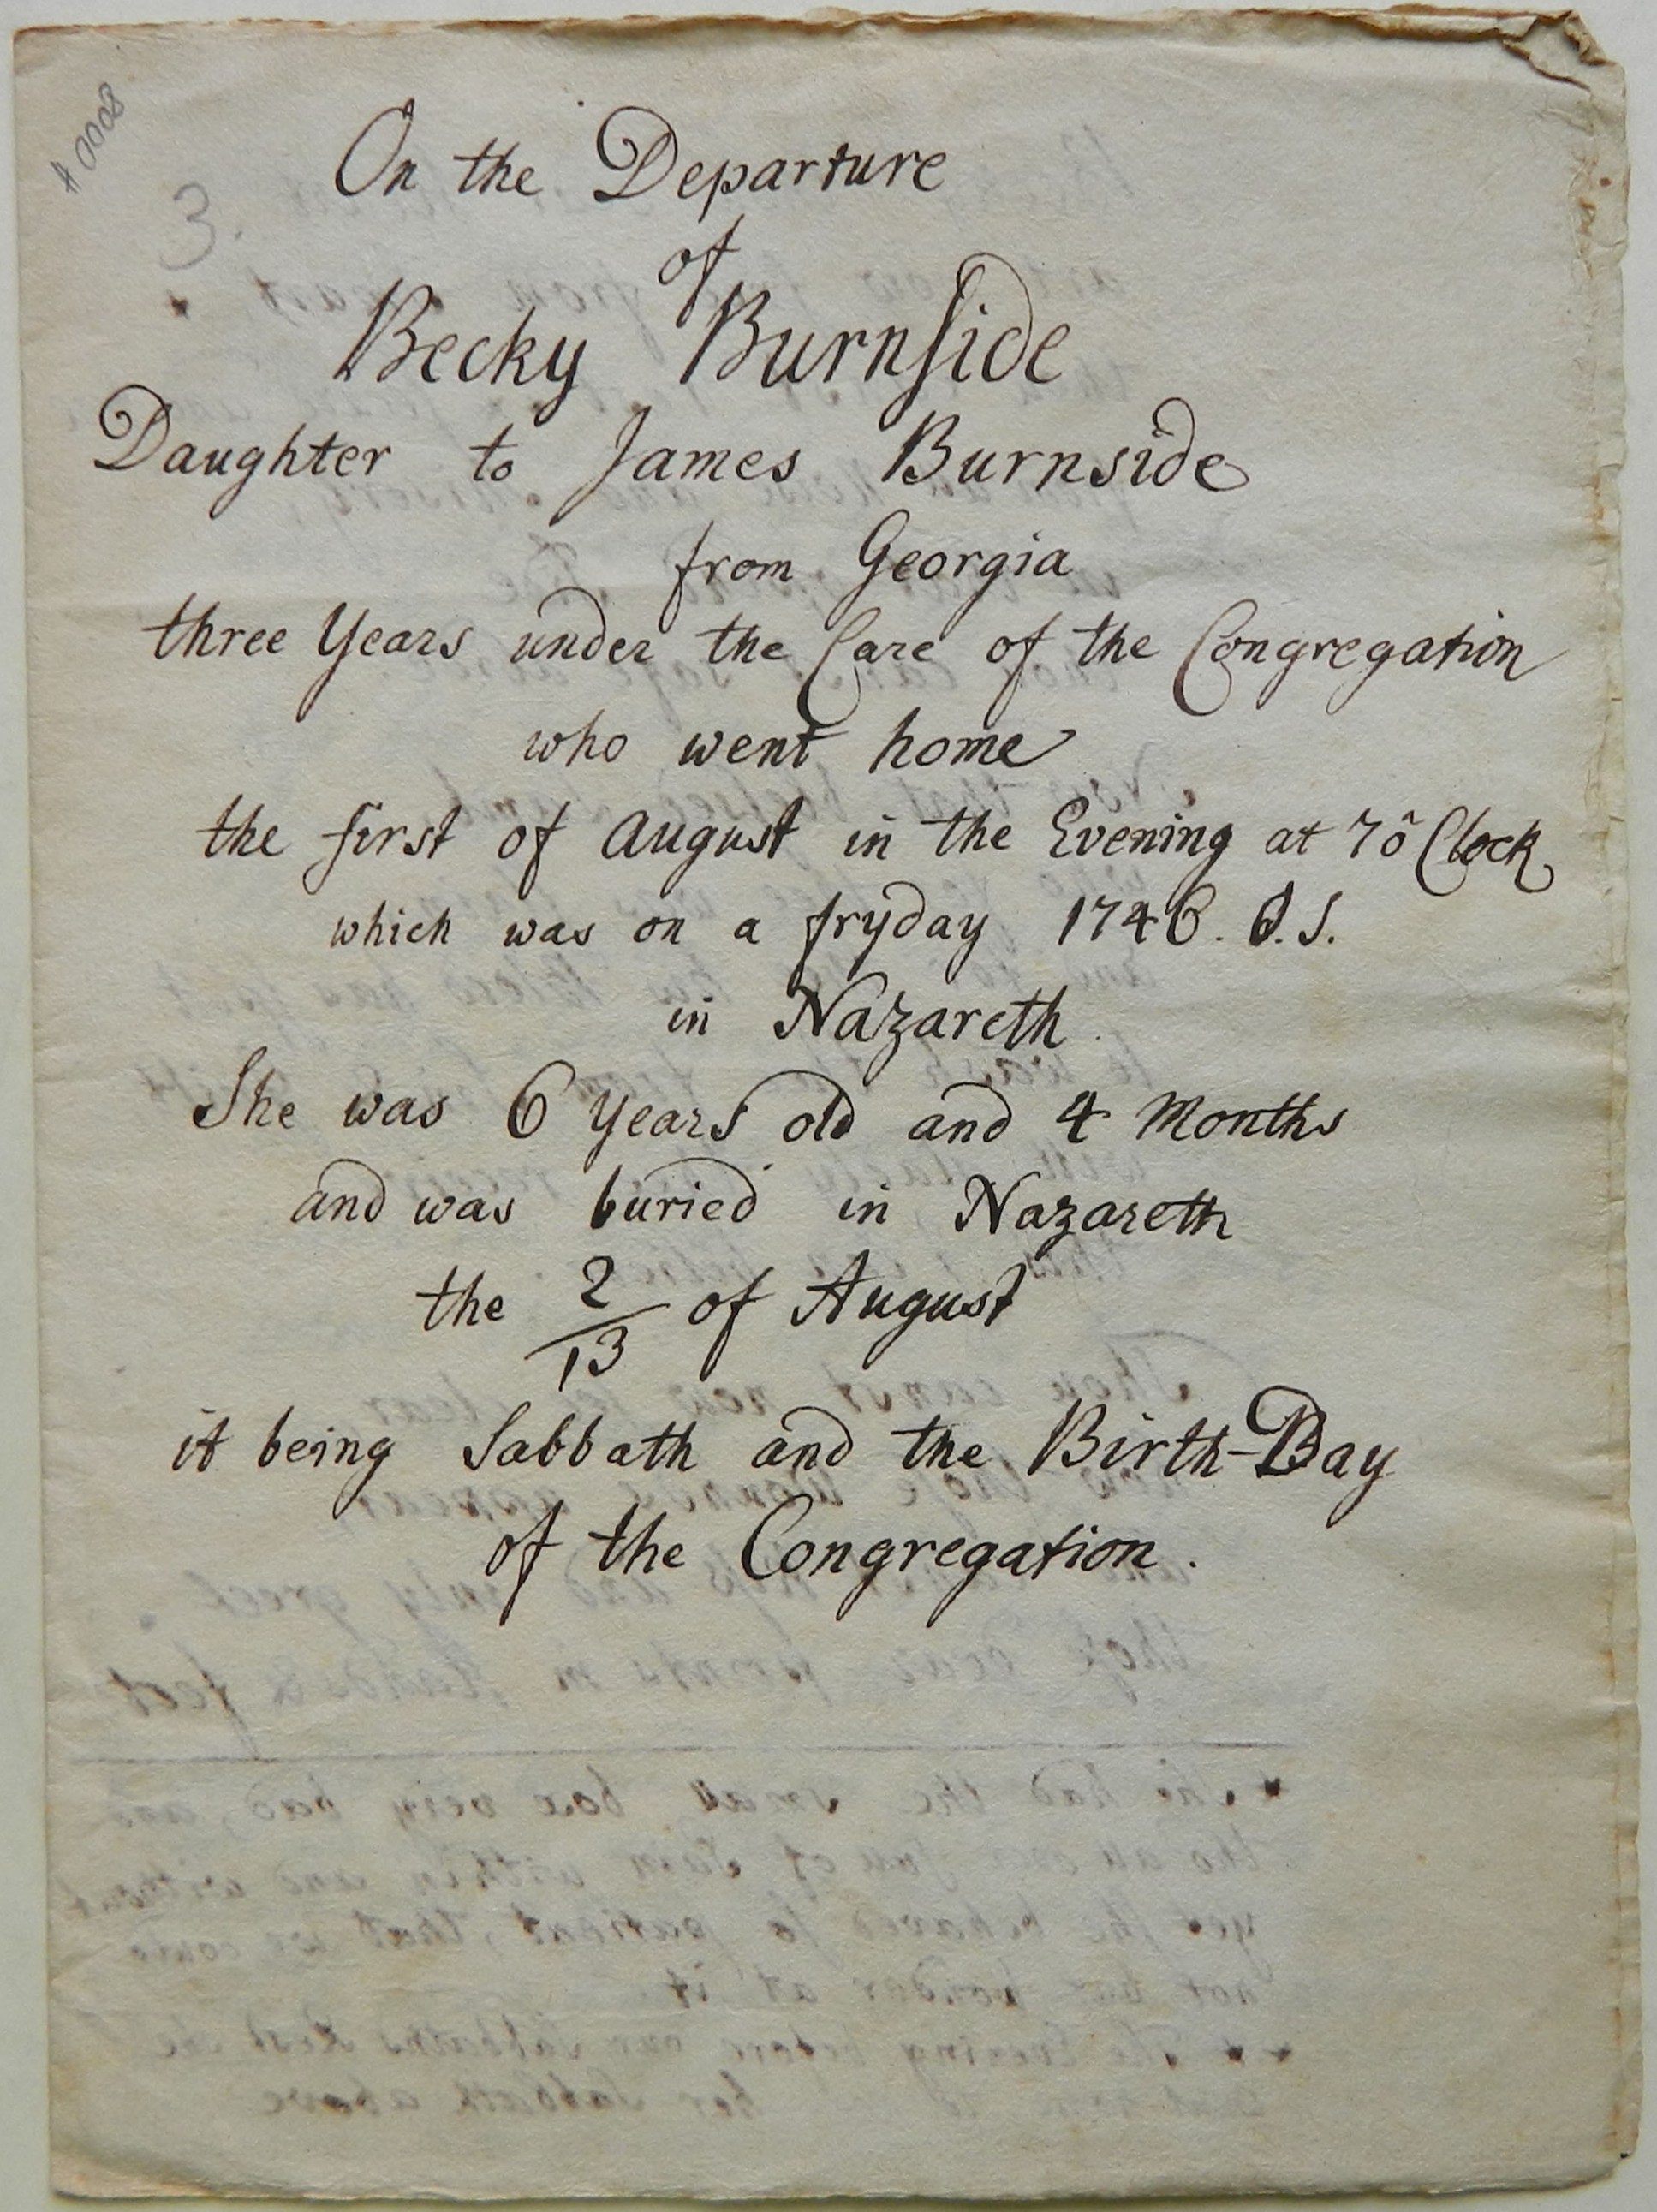 # 0008
3.
On the Departure
of
Becky Burnſide
Daughter to James Burnside
from Georgia
three Years under the Care of the Congregation
who went home
the first of August in the Evening at 7 ô Clock
which was on a fryday 1746. O.S.
in Nazareth.
She was 6 Years old and 4 Months
and was buried in Nazareth
the 2/13 of August
it being Sabbath and the Birth-Day
of the Congregation.